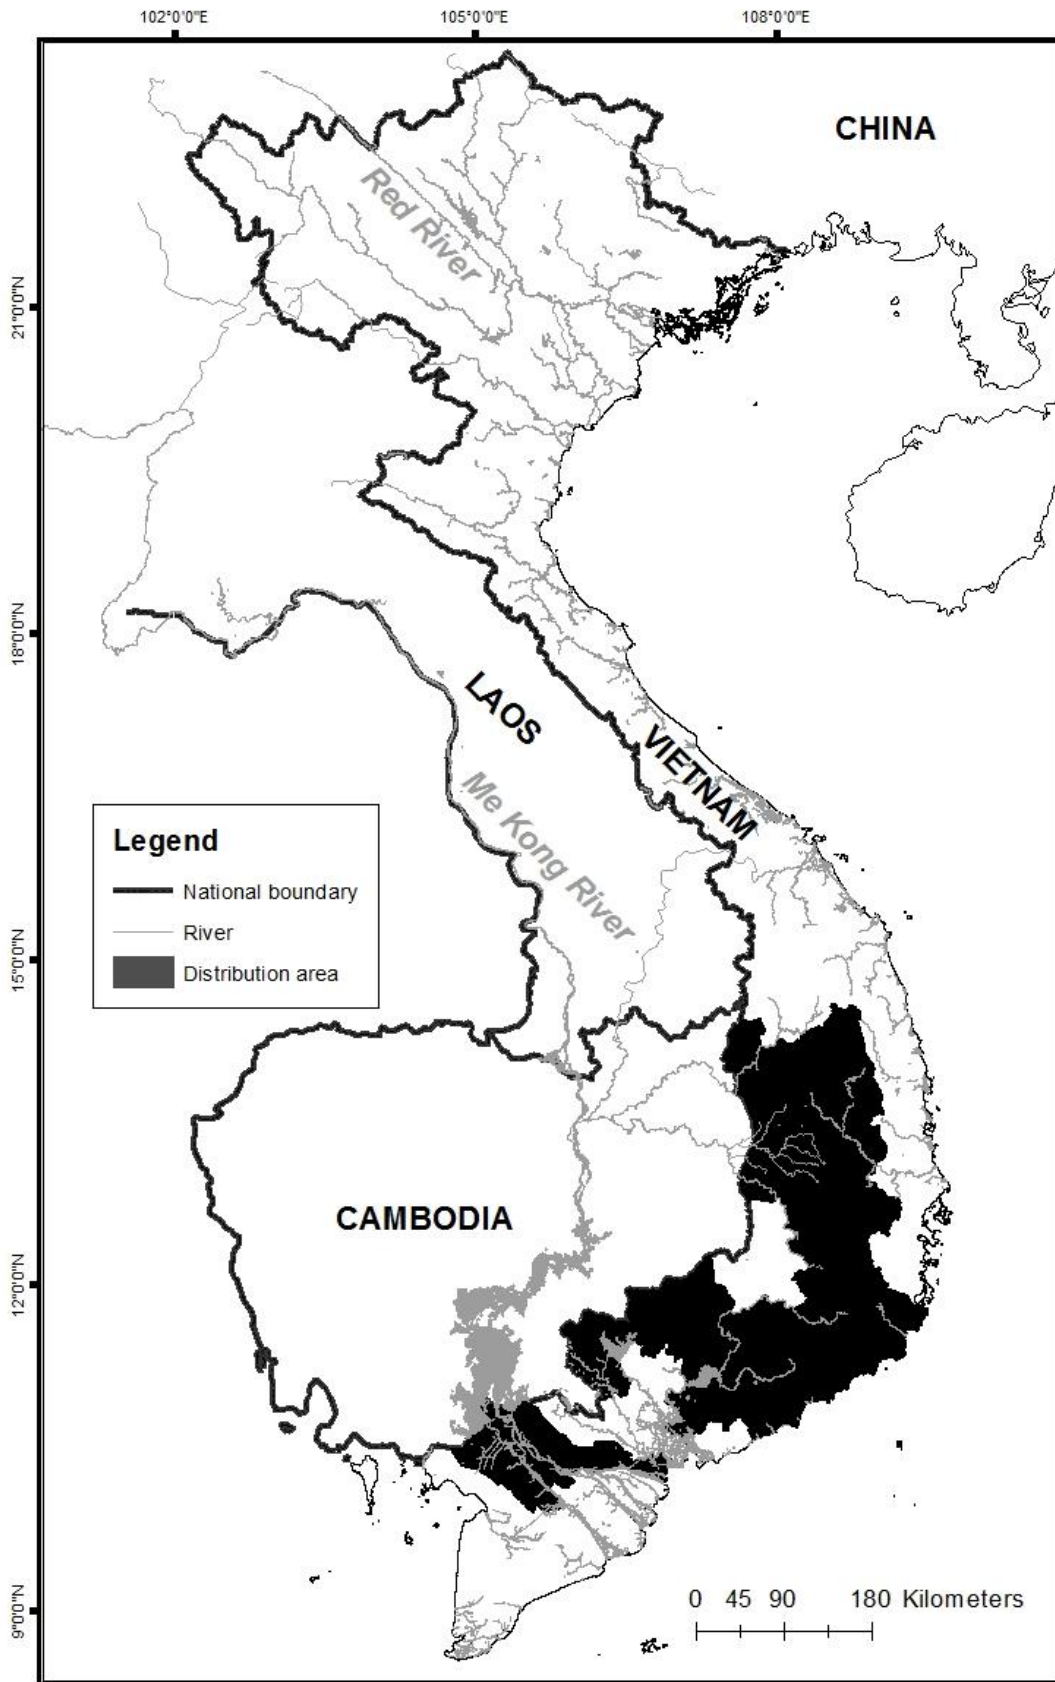 102°0'0"E
105°0'0"E
108°0'0"E
CHINA
Red River
21°0'0"N
18°0'0"N
LAOS
VIETNAM
Me Kong River
Legend
National boundary
River
Distribution area
15°0'0"N
CAMBODIA
12°0'0"N
9°0'0"N
0 45 90 180 Kilometers